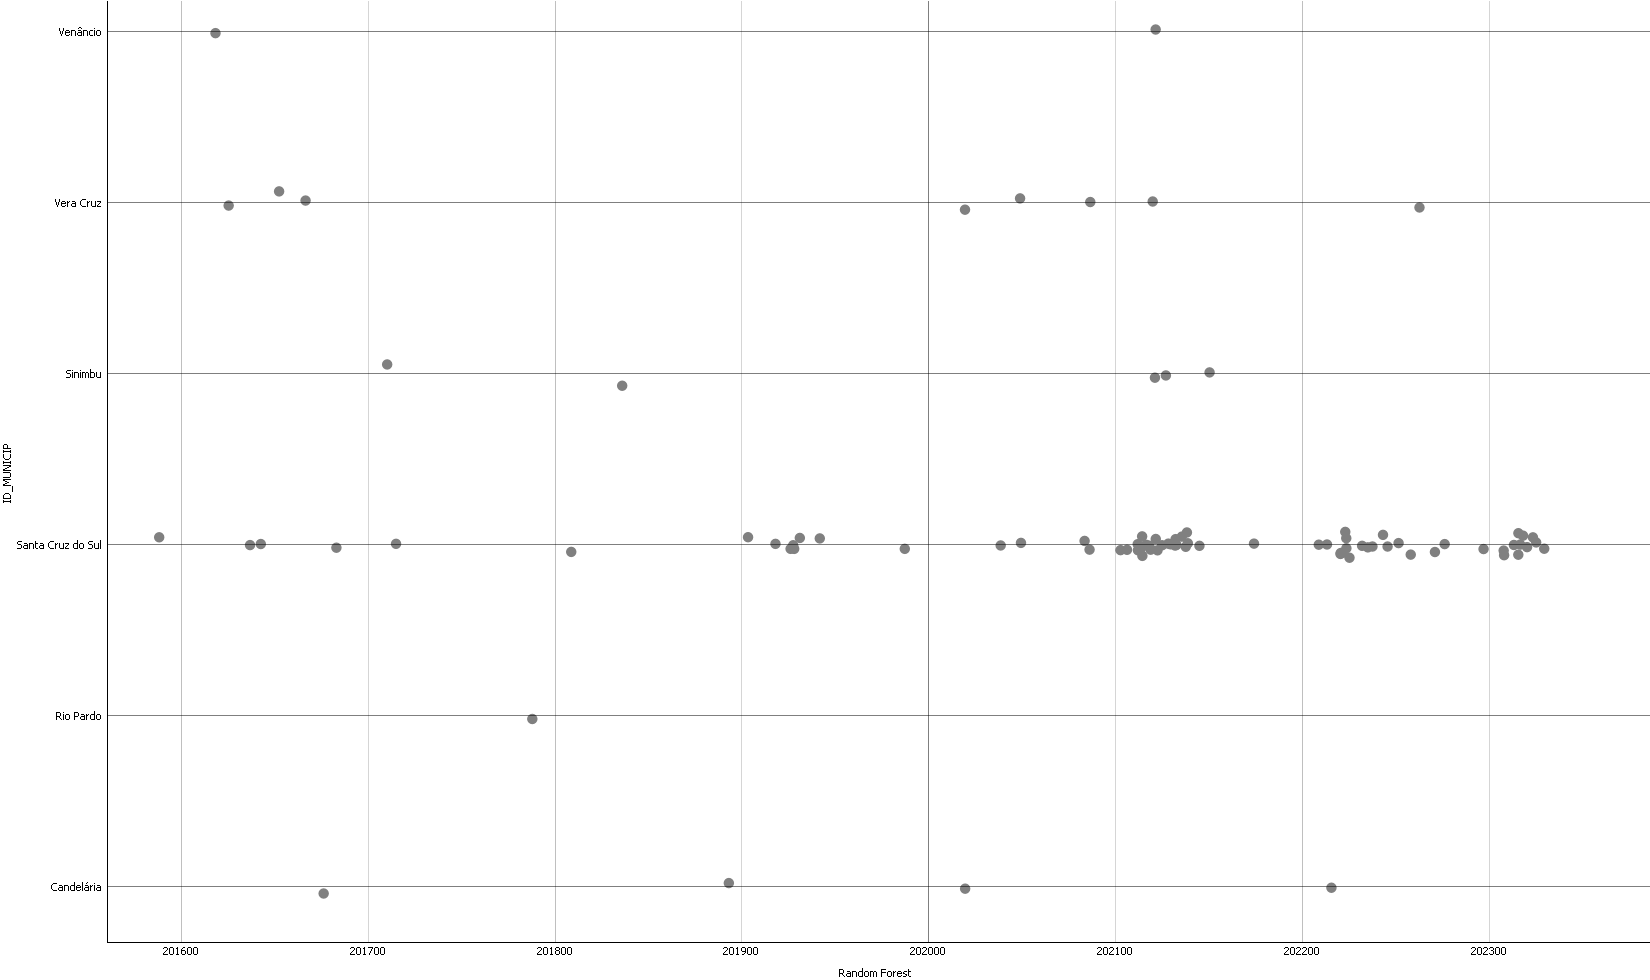 Venâncio
Vera Cruz
Sinimbu
Santa Cruz do Sul
Rio Pardo
Candelária
ID_MUNICIP
201600 201700 201800 201900 202000 202100 202200 202300
Random Forest